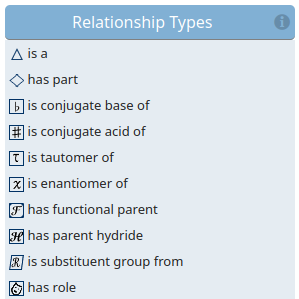 Relationship Types i
is a
has part
♭ is conjugate base of
♯ is conjugate acid of
τ is tautomer of
x is enantiomer of
ℱ has functional parent
ℋ has parent hydride
ℛ is substituent group from
has role